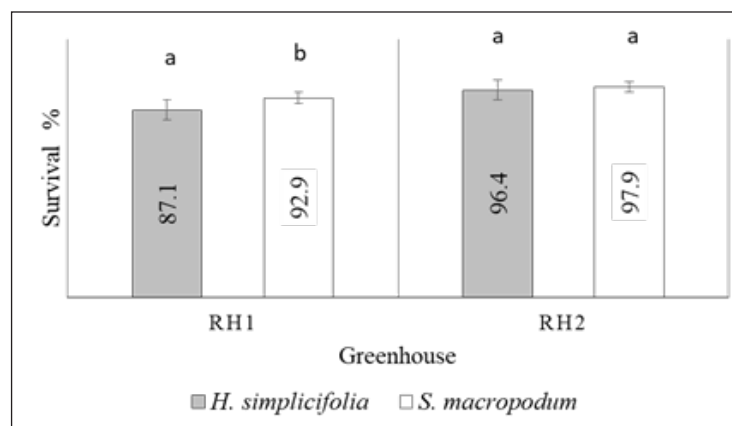 a b a a
Survival %
87.1 92.9 96.4 97.9
RH1 RH2
Greenhouse
H. simplicifolia S. macropodum